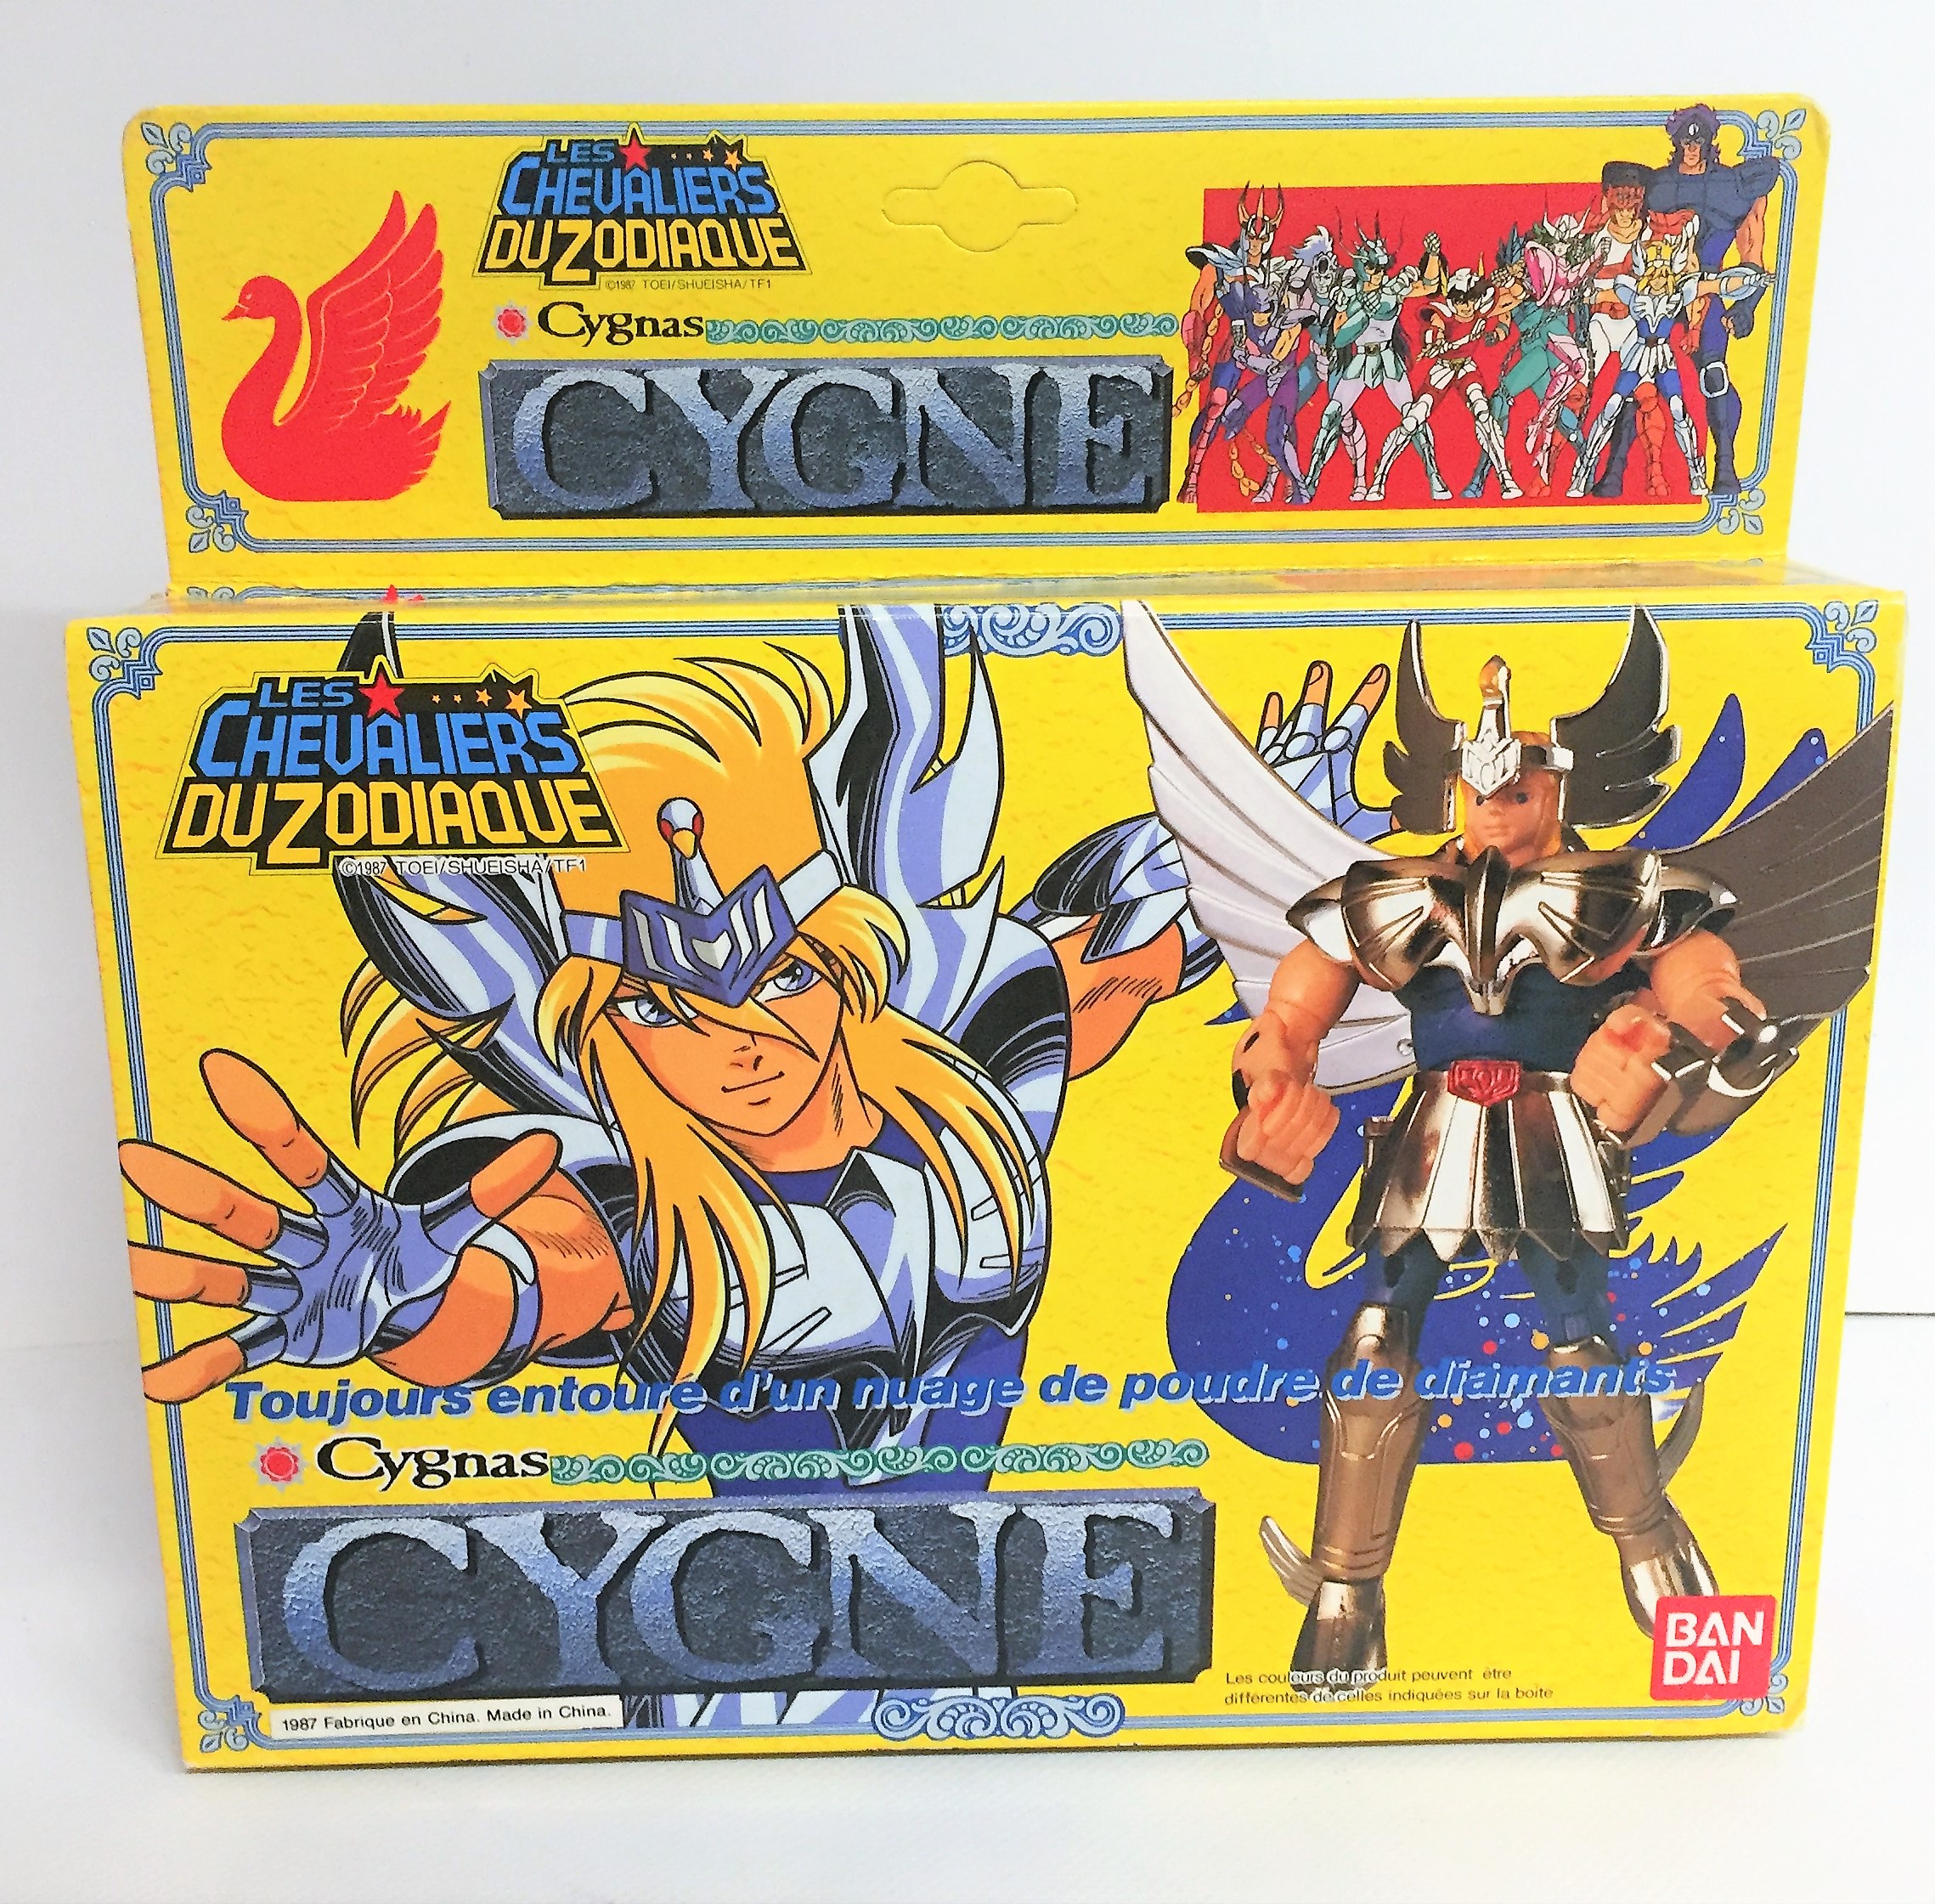 LES
CHEVALIERS
DU ZODIAQUE
©1987 TOEI/SHUEISHA/TF1
Cygnas
CYGNE
LES
CHEVALIERS
DU ZODIAQUE
©1987 TOEI/SHUEISHA/TF1
Toujours entoure d'un nuage de poudre de diamants
Cygnas
CYGNE
1987 Fabrique en China. Made in China.
Les couleurs du produit peuvent être
différentes de celles indiquées sur la boite
BAN
DAI